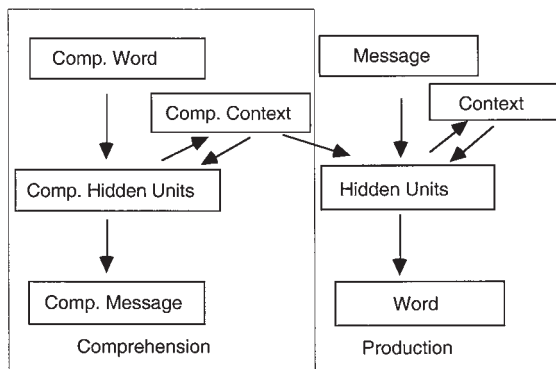 Comp. Word
Comp. Context
Comp. Hidden Units
Comp. Message
Comprehension
Message
Context
Hidden Units
Word
Production